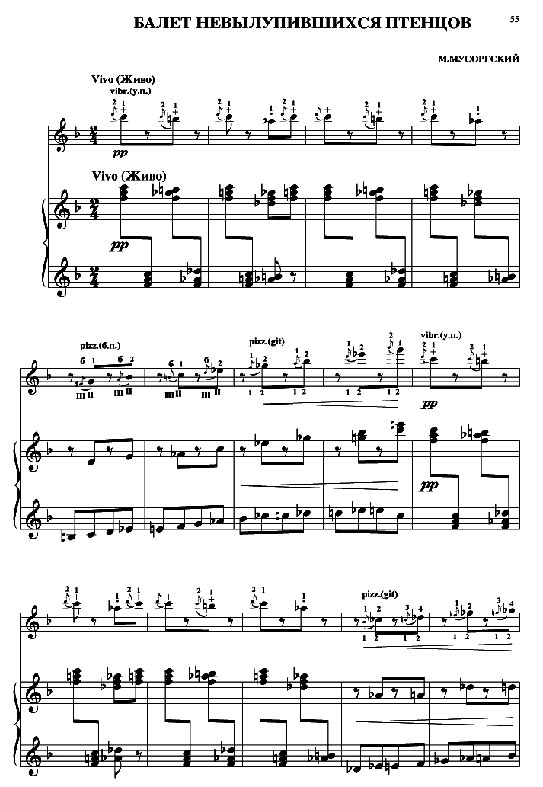 БАЛЕТ НЕВЫЛУПИВШИХСЯ ПТЕНЦОВ
55
М.МУСОРГСКИЙ
Vivo (Живо)
vibr.(у.п.)
pp
Vivo (Живо)
pp
pizz.(б.п.)
pizz.(git)
vibr.(у.п.)
pp
pp
pizz.(git)